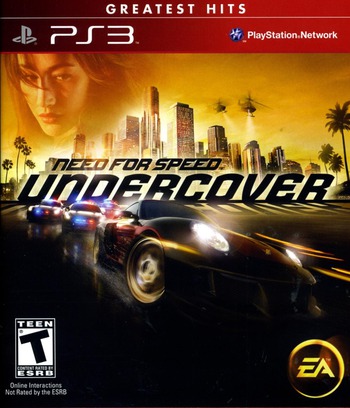 GREATEST HITS
PS3
PlayStation®Network
NEED FOR SPEED
UNDERCOVER
TEEN
T
CONTENT RATED BY
ESRB
Online Interactions
Not Rated by the ESRB
EA